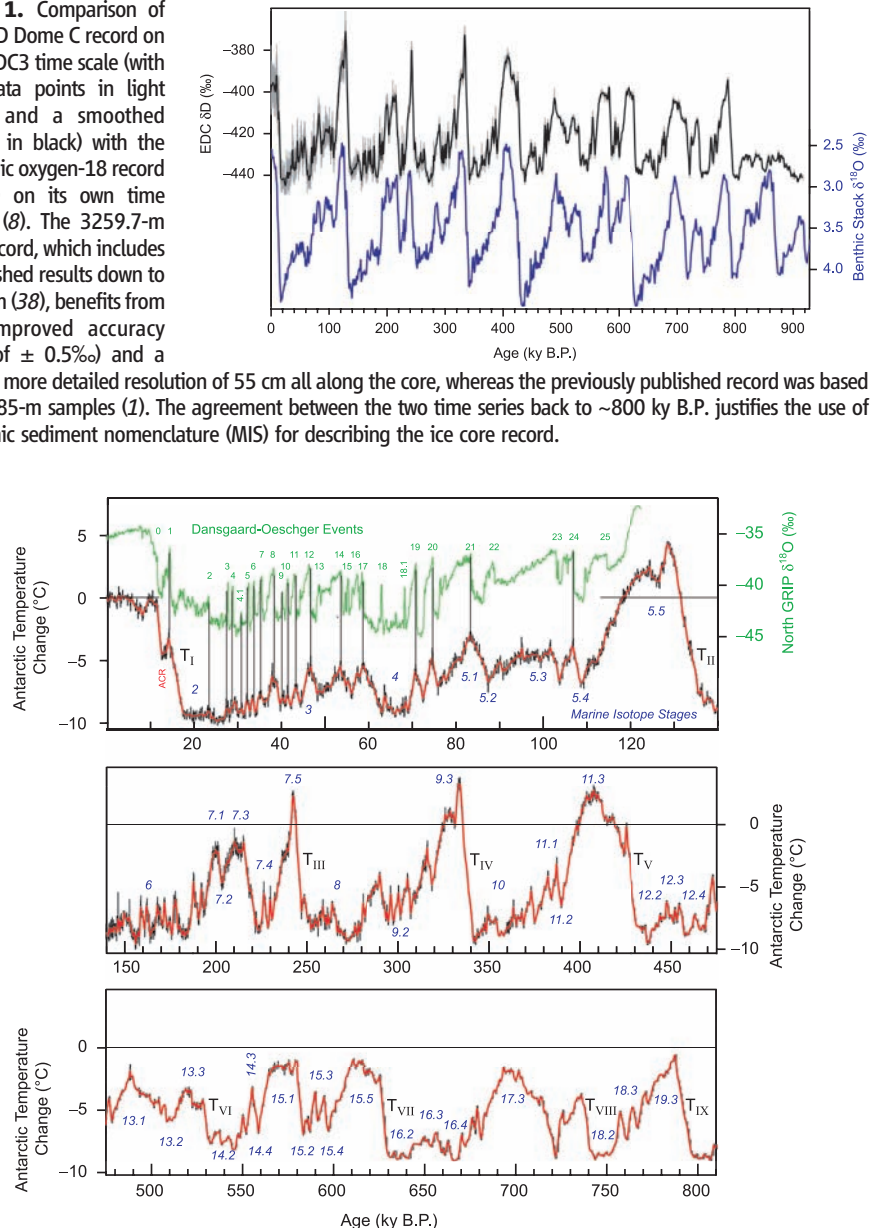 1. Comparison of
D Dome C record on
DC3 time scale (with
ata points in light
and a smoothed
in black) with the
ic oxygen-18 record
on its own time
(8). The 3259.7-m
cord, which includes
shed results down to
n (38), benefits from
mproved accuracy
of ± 0.5‰) and a
more detailed resolution of 55 cm all along the core, whereas the previously published record was based
85-m samples (1). The agreement between the two time series back to ~800 ky B.P. justifies the use of
nic sediment nomenclature (MIS) for describing the ice core record.
EDC δD (‰)
−380
−400
−420
−440
2.5
3.0
3.5
4.0
Benthic Stack δ18O (‰)
0 100 200 300 400 500 600 700 800 900
Age (ky B.P.)
Antarctic Temperature
Change (°C)
5
0
−5
−10
Dansgaard-Oeschger Events
0 1 2 3 4 4.1 5 6 7 8 9 10 11 12 13 14 15 16 17 18 18.1 19 20 21 22 23 24 25
−35
−40
−45
North GRIP δ18O (‰)
ACR
TI
TII
2 3 4 5.1 5.2 5.3 5.4 5.5
Marine Isotope Stages
20 40 60 80 100 120
7.5 9.3 11.3
7.1 7.3
7.4 11.1
6 7.2 TIII 8 9.2 TIV 10 11.2 TV 12.2 12.3 12.4
0
−5
−10
Antarctic Temperature
Change (°C)
150 200 250 300 350 400 450
Antarctic Temperature
Change (°C)
0
−5
−10
13.1 13.2 13.3 TVI 14.2 14.3 14.4 15.1 15.2 15.3 15.4 15.5 TVII 16.2 16.3 16.4 17.3 TVIII 18.2 18.3 19.3 TIX
500 550 600 650 700 750 800
Age (ky B.P.)